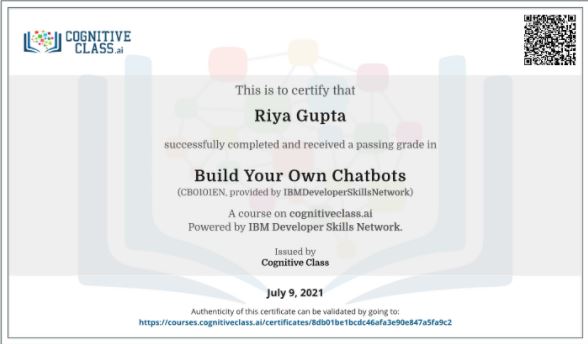 COGNITIVE
CLASS.ai
This is to certify that
Riya Gupta
successfully completed and received a passing grade in
Build Your Own Chatbots
(CB0101EN, provided by IBMDeveloperSkillsNetwork)
A course on cognitiveclass.ai
Powered by IBM Developer Skills Network.
Issued by
Cognitive Class
July 9, 2021
Authenticity of this certificate can be validated by going to:
https://courses.cognitiveclass.ai/certificates/8db01be1bcdc46afa3e90e847a5fa9c2